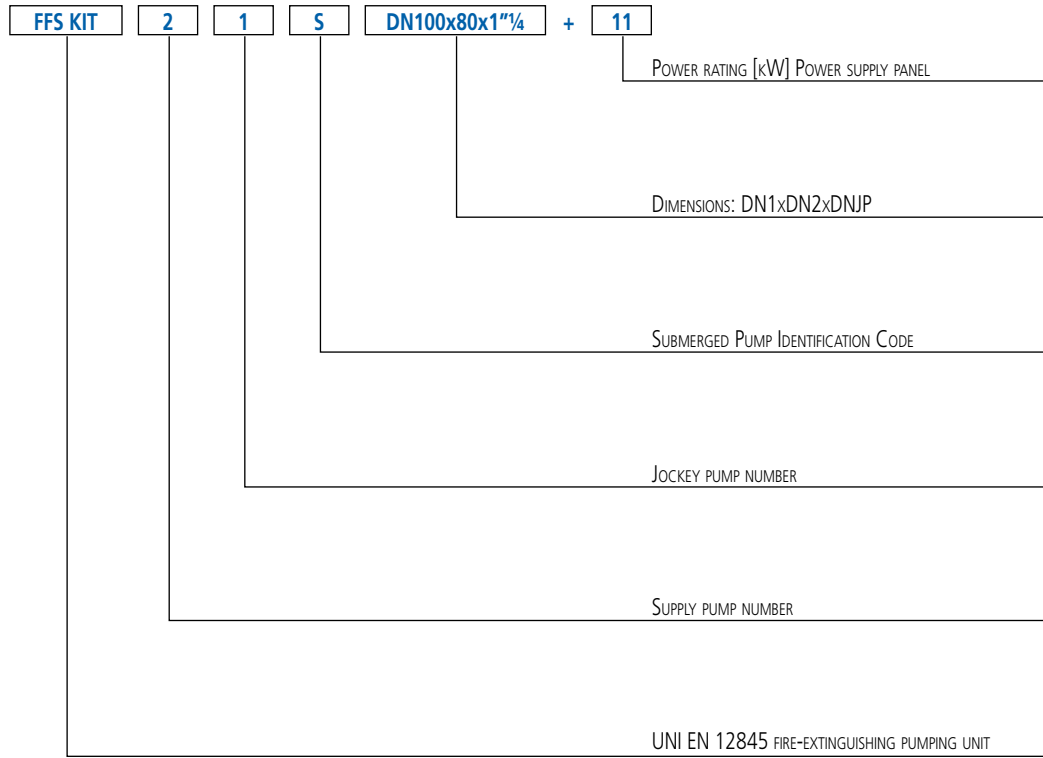 FFS KIT 2 1 S DN100x80x1"¼ + 11
Power rating [kW] Power supply panel
Dimensions: DN1xDN2xDNJP
Submerged Pump Identification Code
Jockey pump number
Supply pump number
UNI EN 12845 fire-extinguishing pumping unit